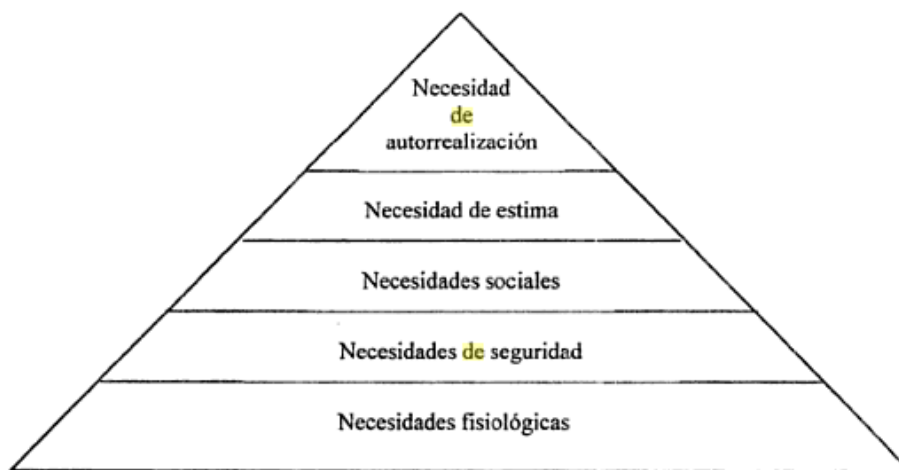 Necesidad
de
autorrealización
Necesidad de estima
Necesidades sociales
Necesidades de seguridad
Necesidades fisiológicas